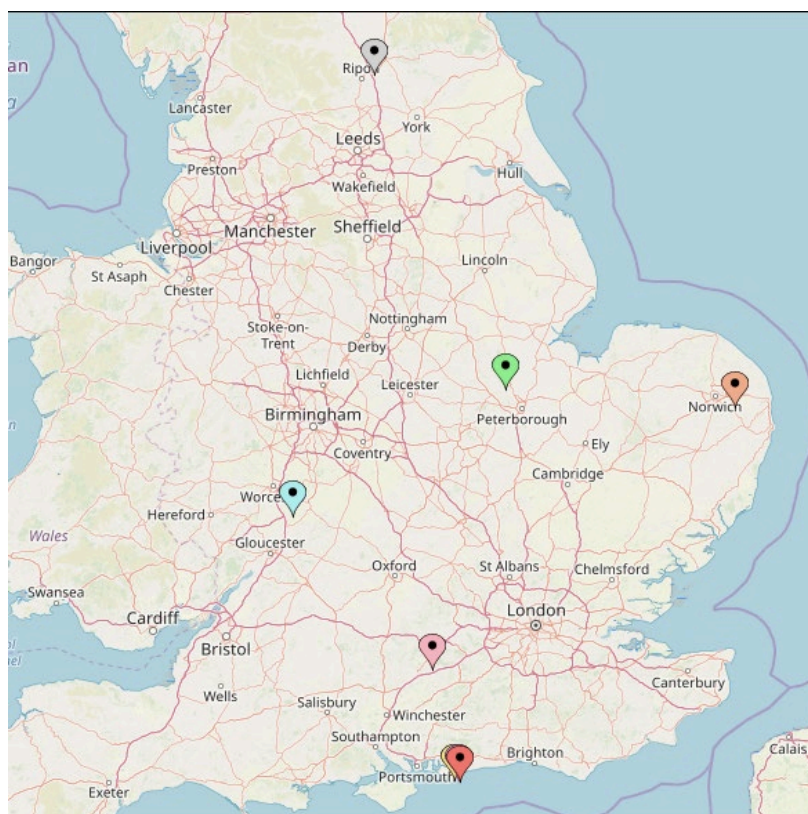 an
Lancaster
York
Leeds
Preston
Hull
Wakefield
Manchester
Sheffield
Liverpool
Bangor
St Asaph
Chester
Lincoln
Stoke-on-
Trent
Nottingham
Derby
Lichfield
Leicester
Norwich
Peterborough
Birmingham
Coventry
Ely
Cambridge
Hereford
Wales
Gloucester
Oxford
St Albans
Chelmsford
Swansea
Cardiff
London
Bristol
Canterbury
Wells
Salisbury
Winchester
Southampton
Brighton
Portsmouth
Calais
Exeter